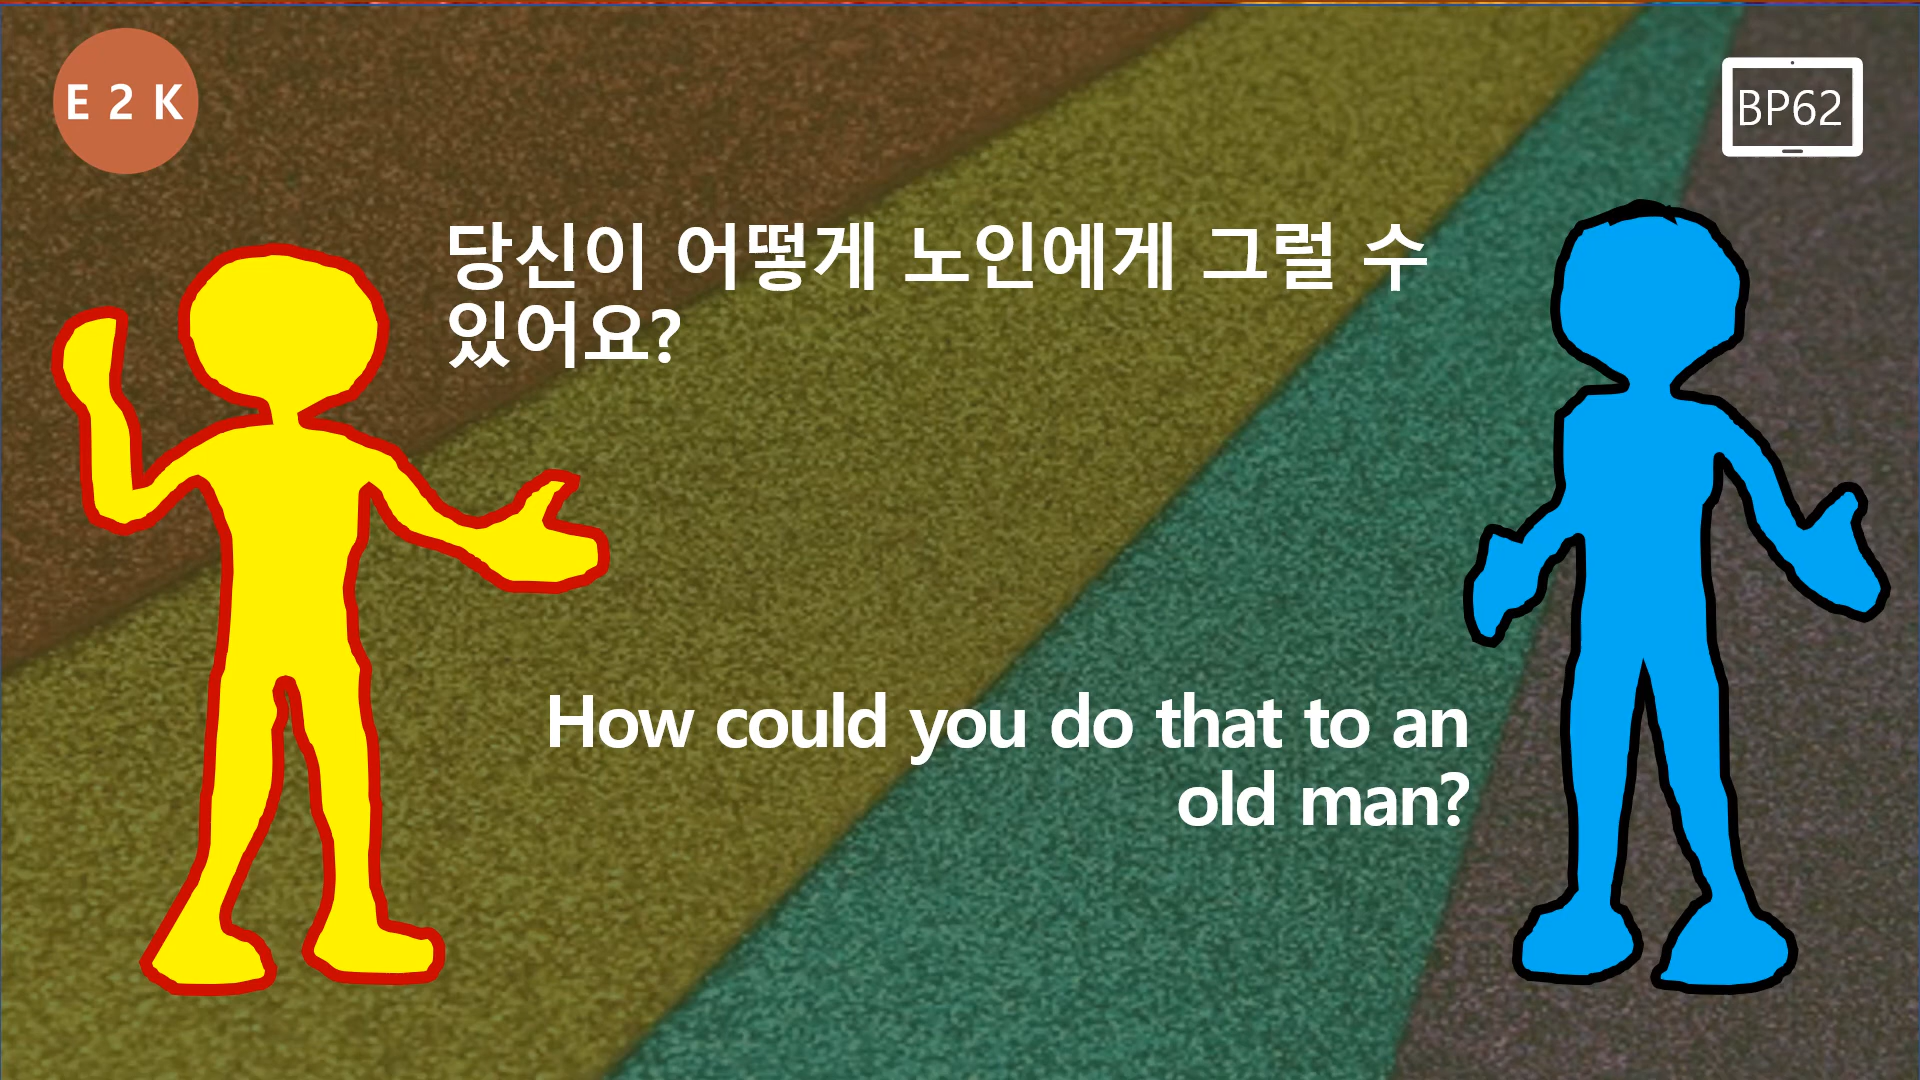 E 2 K
BP62
당신이 어떻게 노인에게 그럴 수
있어요?
How could you do that to an
old man?